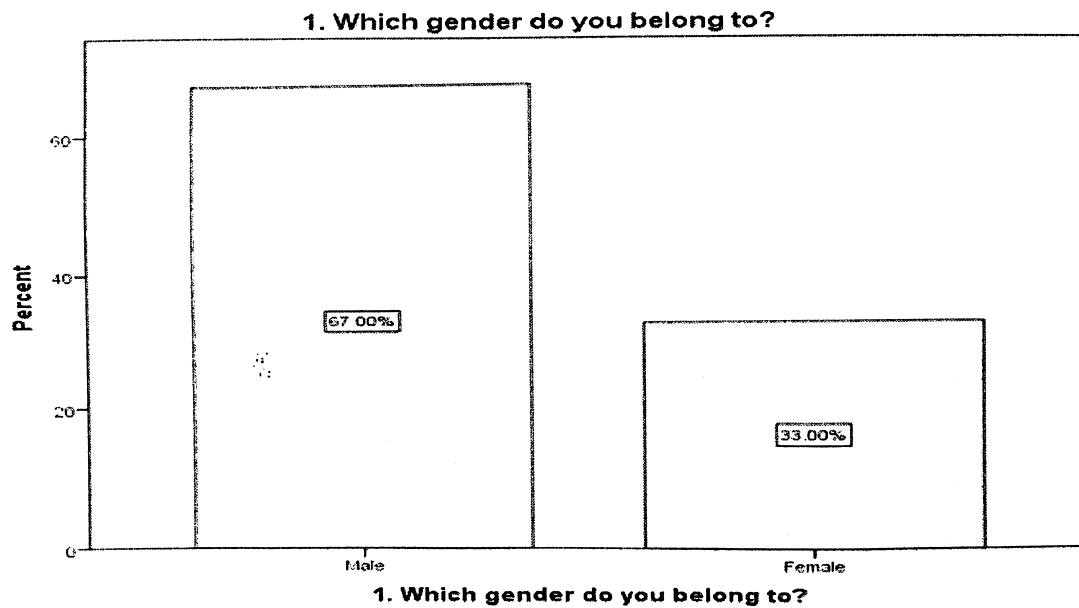 1. Which gender do you belong to?
Percent
60
40
20
0
67.00%
33.00%
Male
Female
1. Which gender do you belong to?